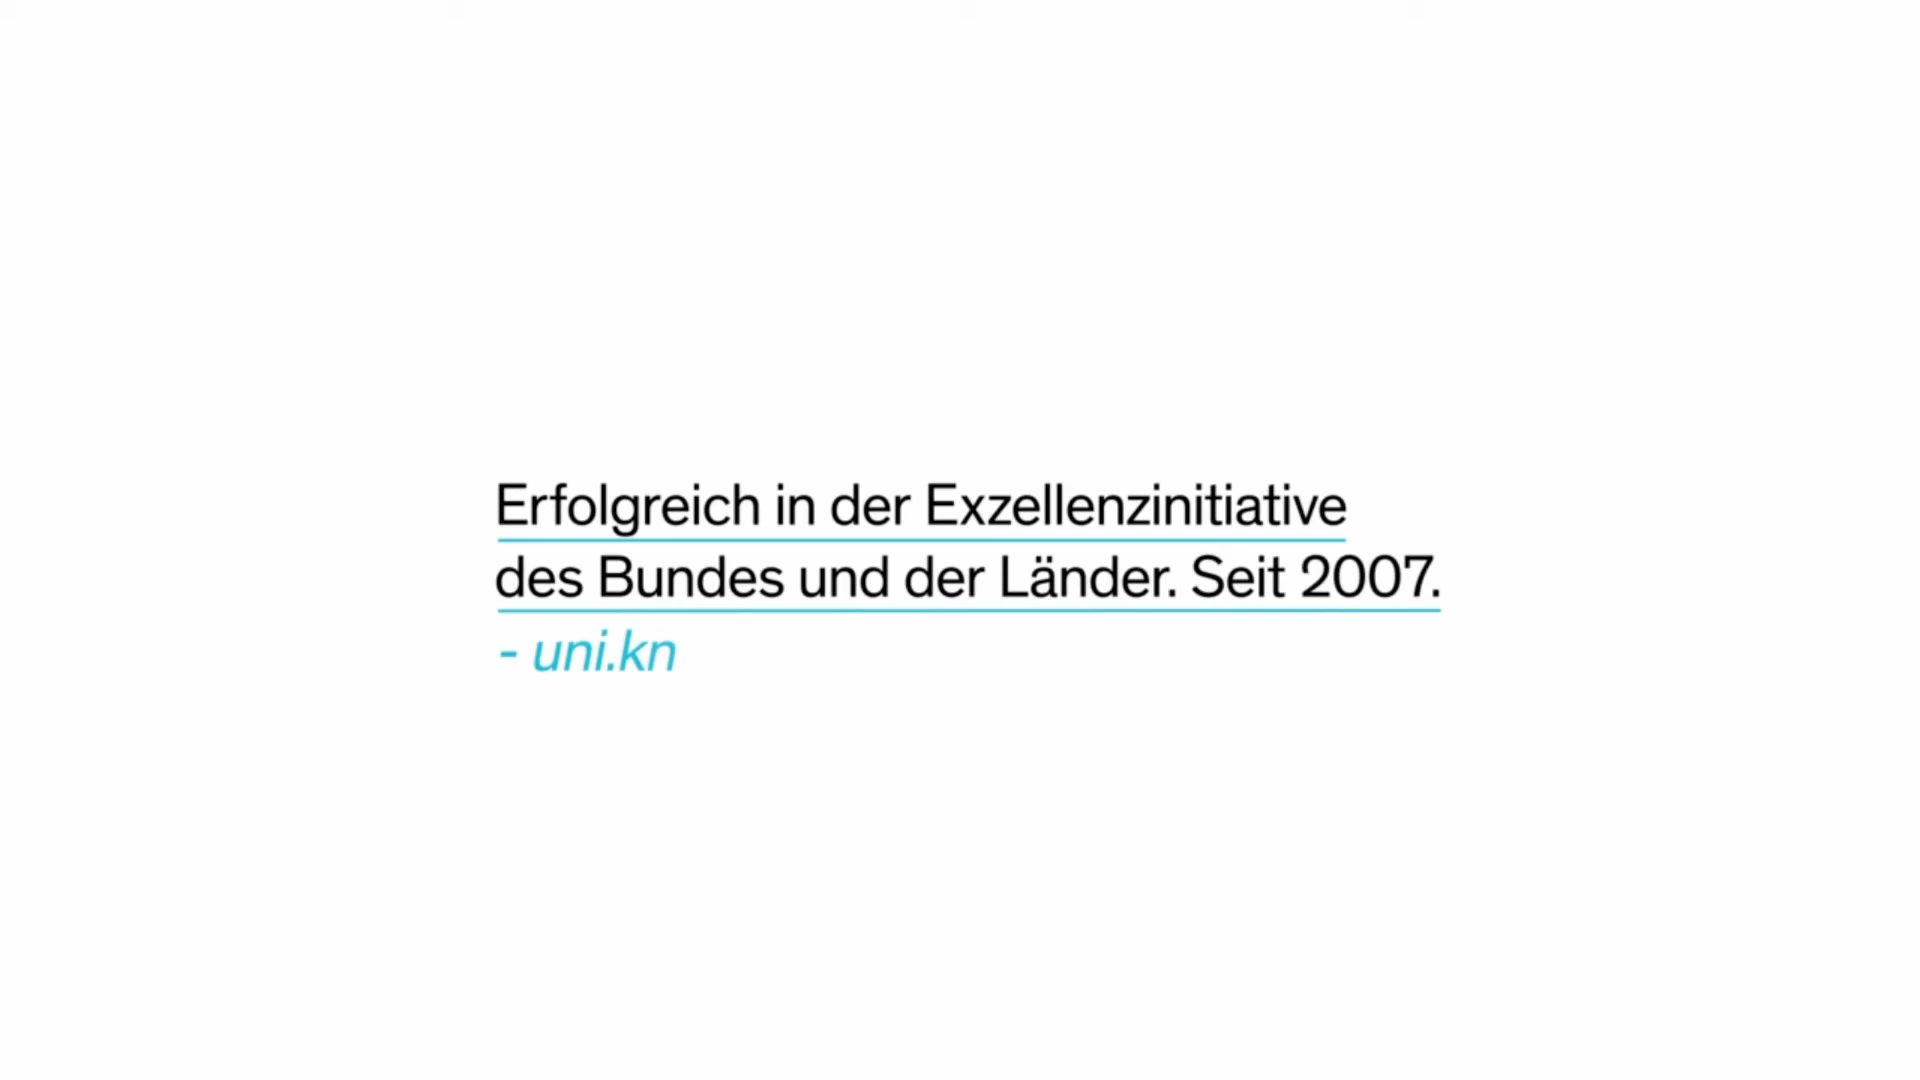 Erfolgreich in der Exzellenzinitiative
des Bundes und der Länder. Seit 2007.
- uni.kn